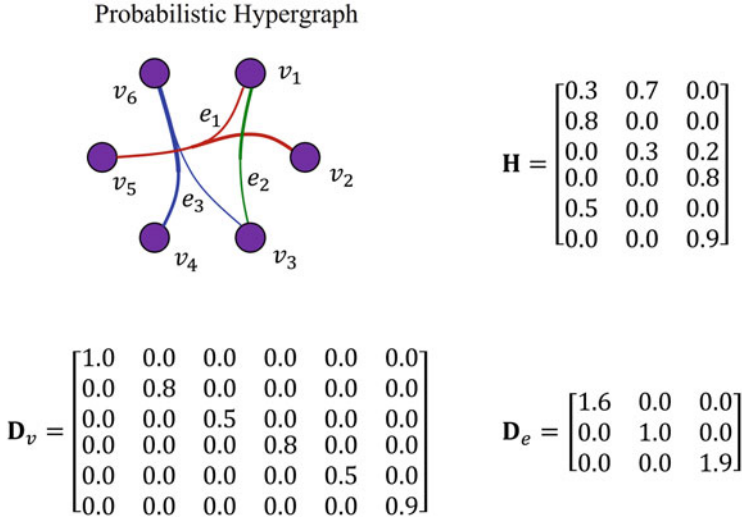 Probabilistic Hypergraph
v₆ v₁
e₁
v₅ v₂
e₂
e₃
v₄ v₃
H =
0.3 0.7 0.0
0.8 0.0 0.0
0.0 0.3 0.2
0.0 0.0 0.8
0.5 0.0 0.0
0.0 0.0 0.9
Dᵥ =
1.0 0.0 0.0 0.0 0.0 0.0
0.0 0.8 0.0 0.0 0.0 0.0
0.0 0.0 0.5 0.0 0.0 0.0
0.0 0.0 0.0 0.8 0.0 0.0
0.0 0.0 0.0 0.0 0.5 0.0
0.0 0.0 0.0 0.0 0.0 0.9
Dₑ =
1.6 0.0 0.0
0.0 1.0 0.0
0.0 0.0 1.9